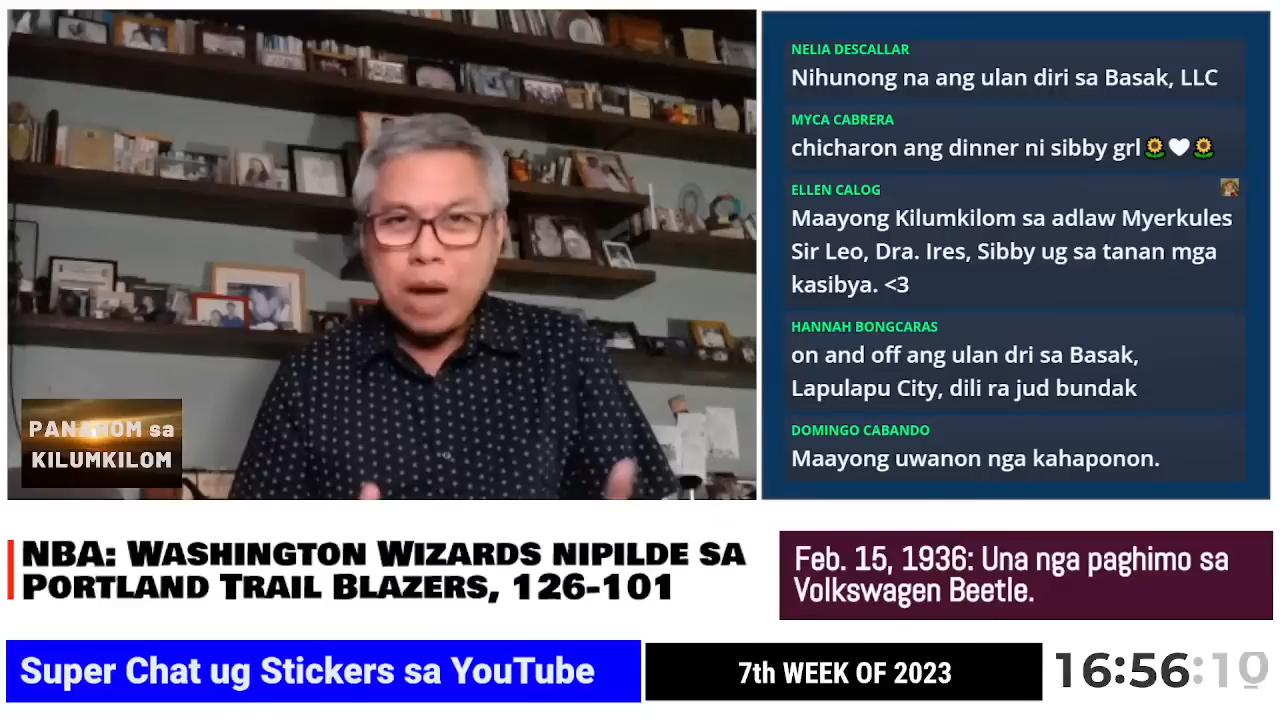 PANAHOM sa
KILUMKILOM
NELIA DESCALLAR
Nihunong na ang ulan diri sa Basak, LLC
MYCA CABRERA
chicharon ang dinner ni sibby grl🌻🤍🌻
ELLEN CALOG
Maayong Kilumkilom sa adlaw Myerkules
Sir Leo, Dra. Ires, Sibby ug sa tanan mga
kasibya. <3
HANNAH BONGCARAS
on and off ang ulan dri sa Basak,
Lapulapu City, dili ra jud bundak
DOMINGO CABANDO
Maayong uwanon nga kahaponon.
NBA: WASHINGTON WIZARDS NIPILDE SA
PORTLAND TRAIL BLAZERS, 126-101
Feb. 15, 1936: Una nga paghimo sa
Volkswagen Beetle.
Super Chat ug Stickers sa YouTube
7th WEEK OF 2023
16:56:10